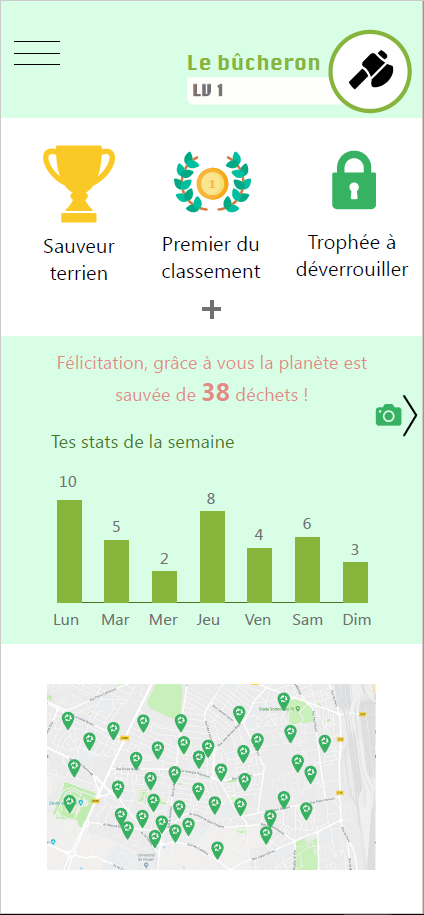 Le bûcheron
LV 1
1
Sauveur
terrien
Premier du
classement
Trophée à
déverrouiller
Félicitation, grâce à vous la planète est
sauvée de 38 déchets !
Tes stats de la semaine
10
5
2
8
4
6
3
Lun
Mar
Mer
Jeu
Ven
Sam
Dim